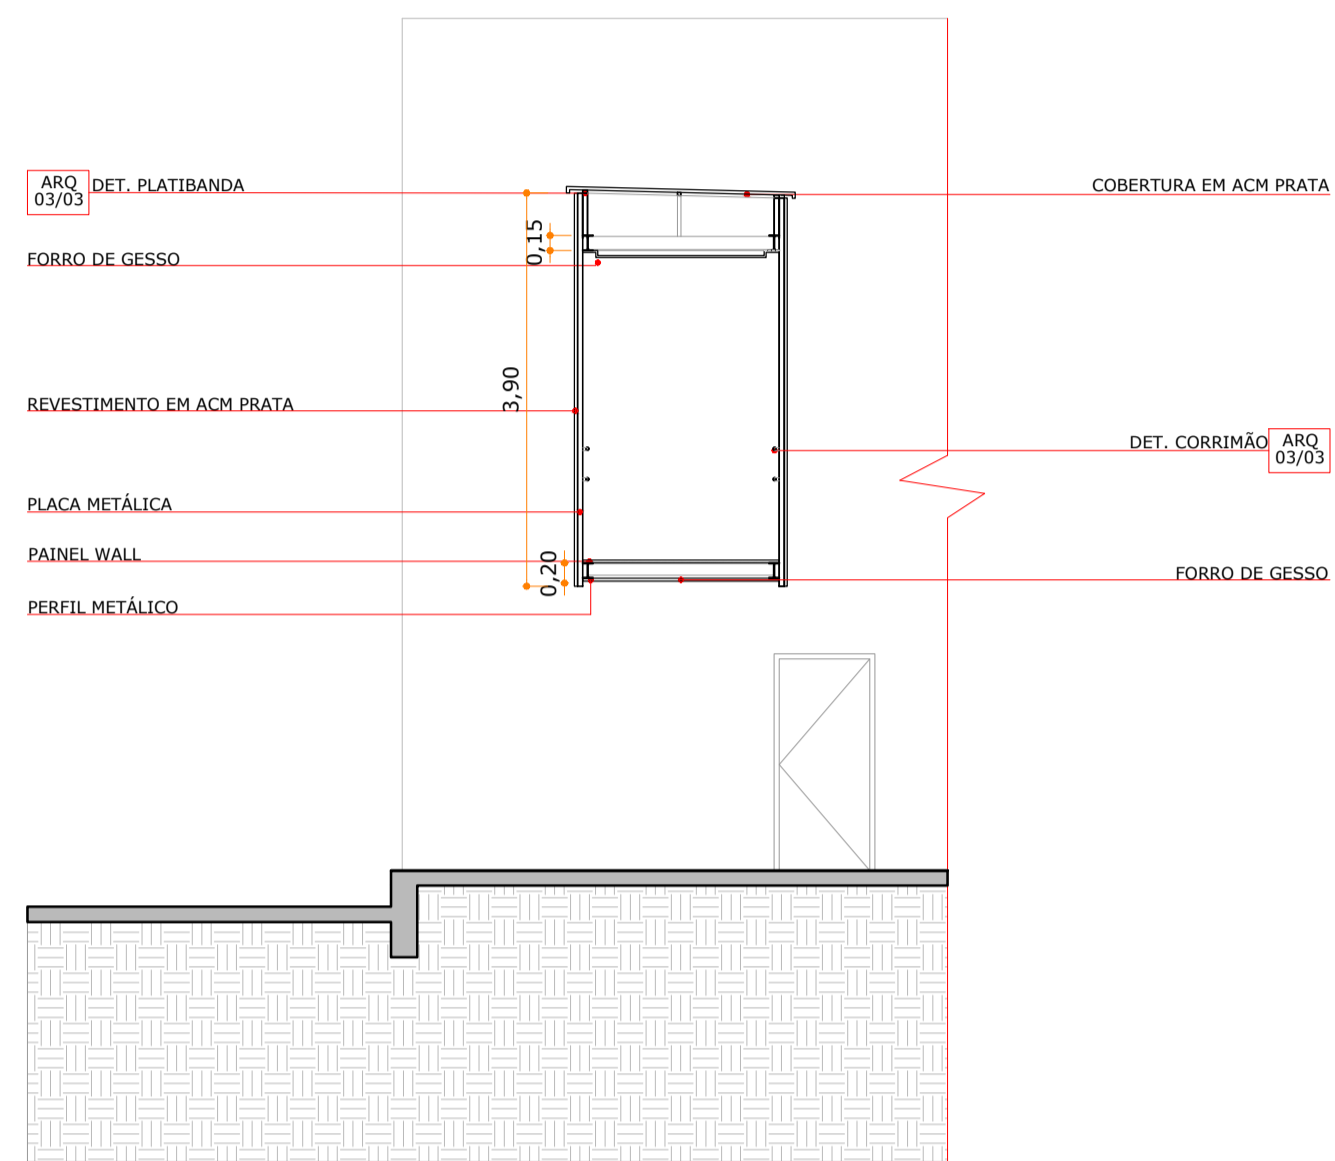 ARQ
03/03
DET. PLATIBANDA
COBERTURA EM ACM PRATA
0,15
FORRO DE GESSO
3,90
REVESTIMENTO EM ACM PRATA
DET. CORRIMÃO
ARQ
03/03
PLACA METÁLICA
PAINEL WALL
0,20
FORRO DE GESSO
PERFIL METÁLICO